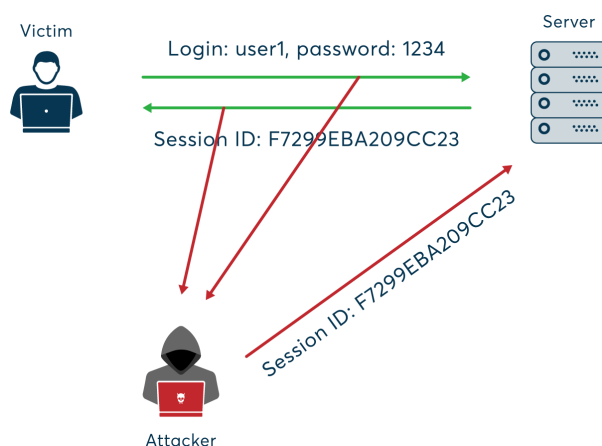 Victim
Server
Login: user1, password: 1234
Session ID: F7299EBA209CC23
Session ID: F7299EBA209CC23
Attacker